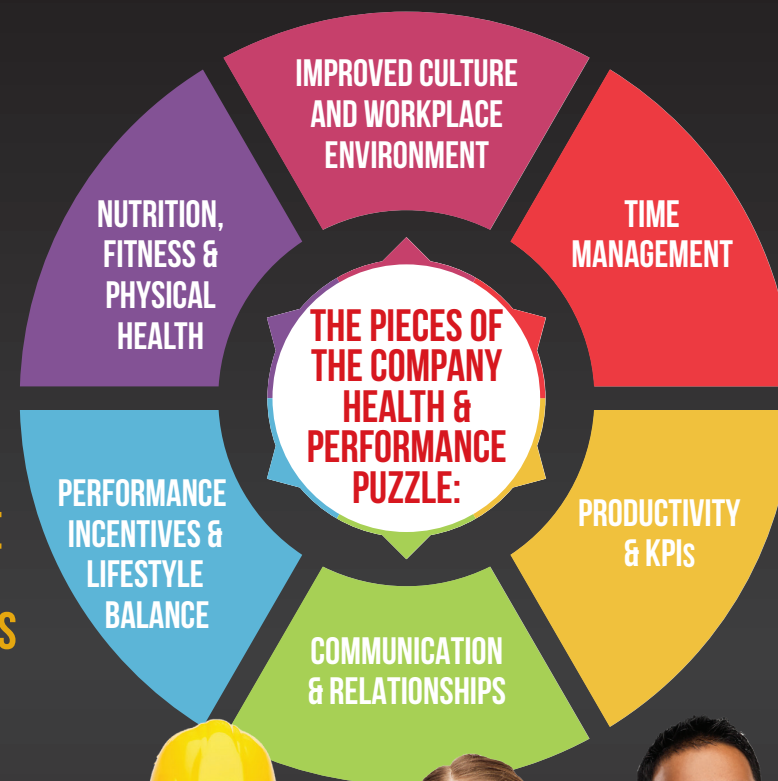 IMPROVED CULTURE
AND WORKPLACE
ENVIRONMENT
TIME
MANAGEMENT
PRODUCTIVITY
& KPIs
COMMUNICATION
& RELATIONSHIPS
PERFORMANCE
INCENTIVES &
LIFESTYLE
BALANCE
NUTRITION,
FITNESS &
PHYSICAL
HEALTH
THE PIECES OF
THE COMPANY
HEALTH &
PERFORMANCE
PUZZLE:
S